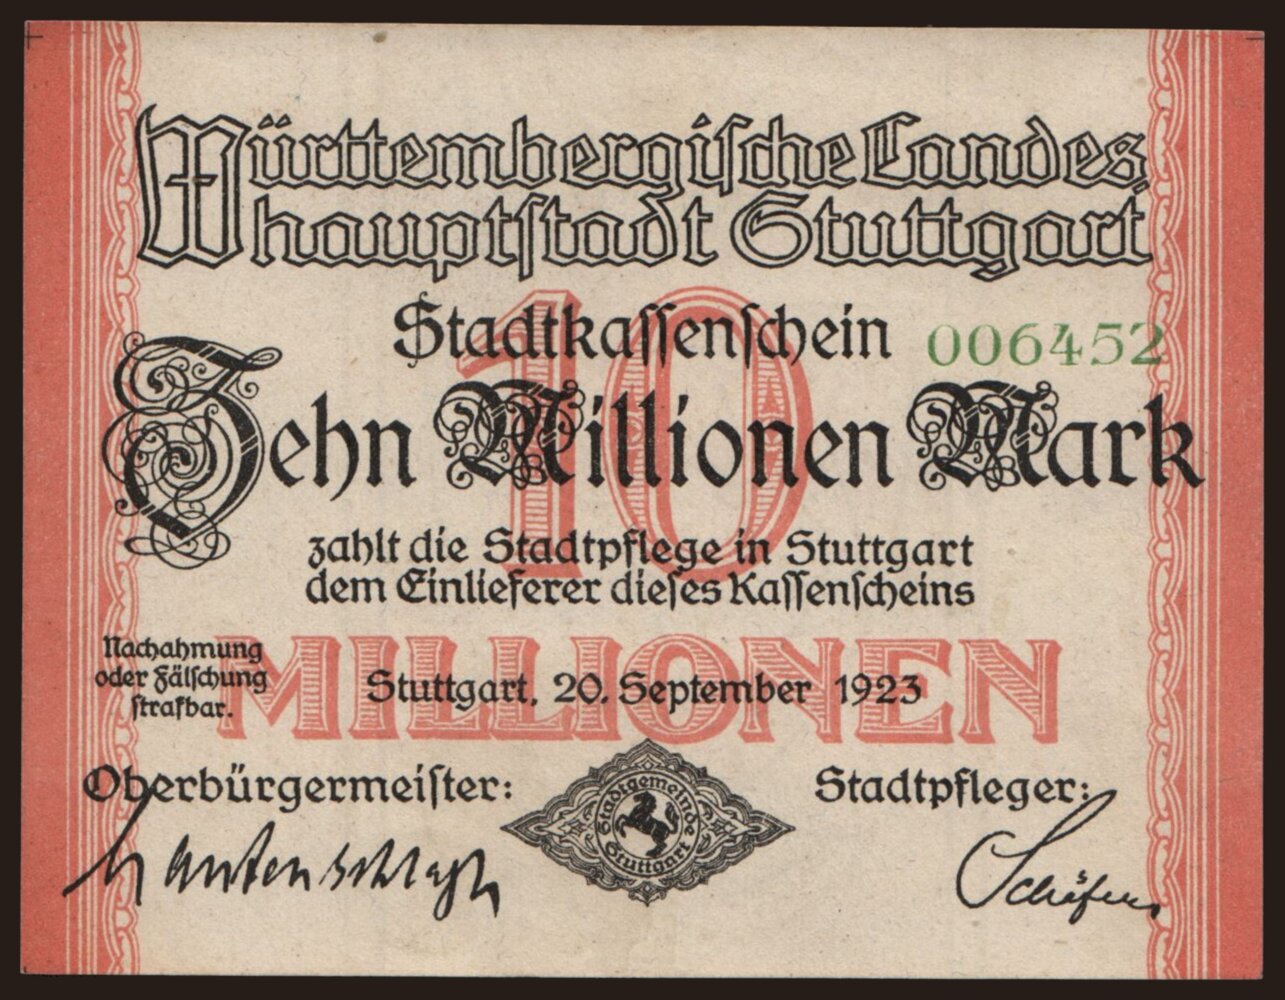 Württembergische Landes
hauptstadt Stuttgart
Stadtkassenschein 006452
10
Zehn Millionen Mark
zahlt die Stadtpflege in Stuttgart
dem Einlieferer dieses Kassenscheins
MILLIONEN
Nachahmung
oder Fälschung
strafbar.
Stuttgart, 20. September 1923
Oberbürgermeister:
Stadtpfleger:
Stadtgemeinde
Stuttgart
Lautenschlager